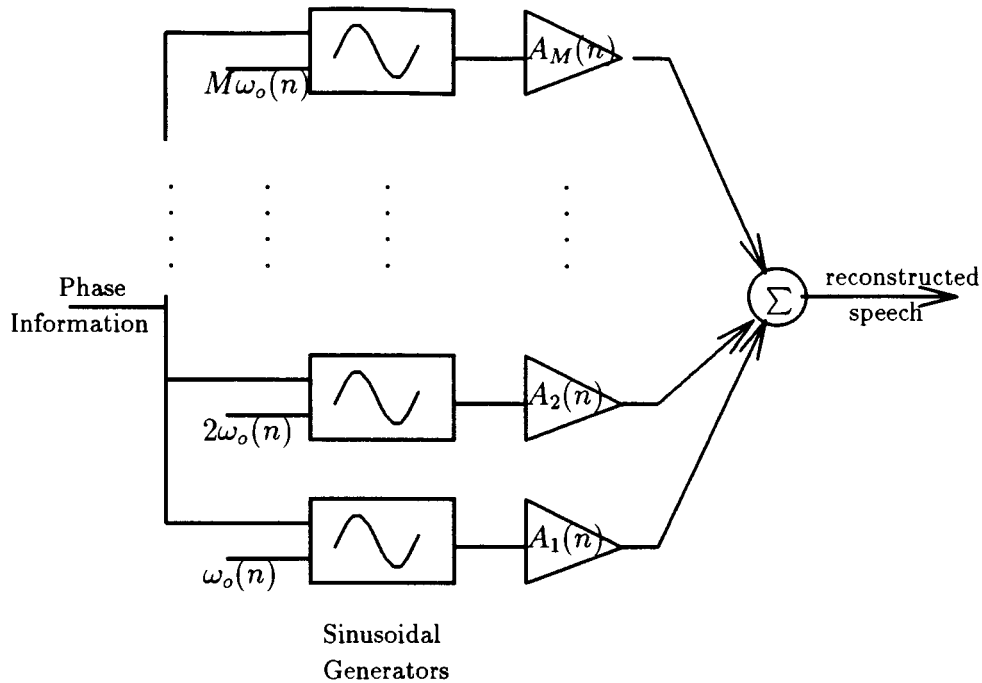 A_M(n)
Mω_o(n)
Phase
Information
reconstructed
Σ
speech
A_2(n)
2ω_o(n)
A_1(n)
ω_o(n)
Sinusoidal
Generators